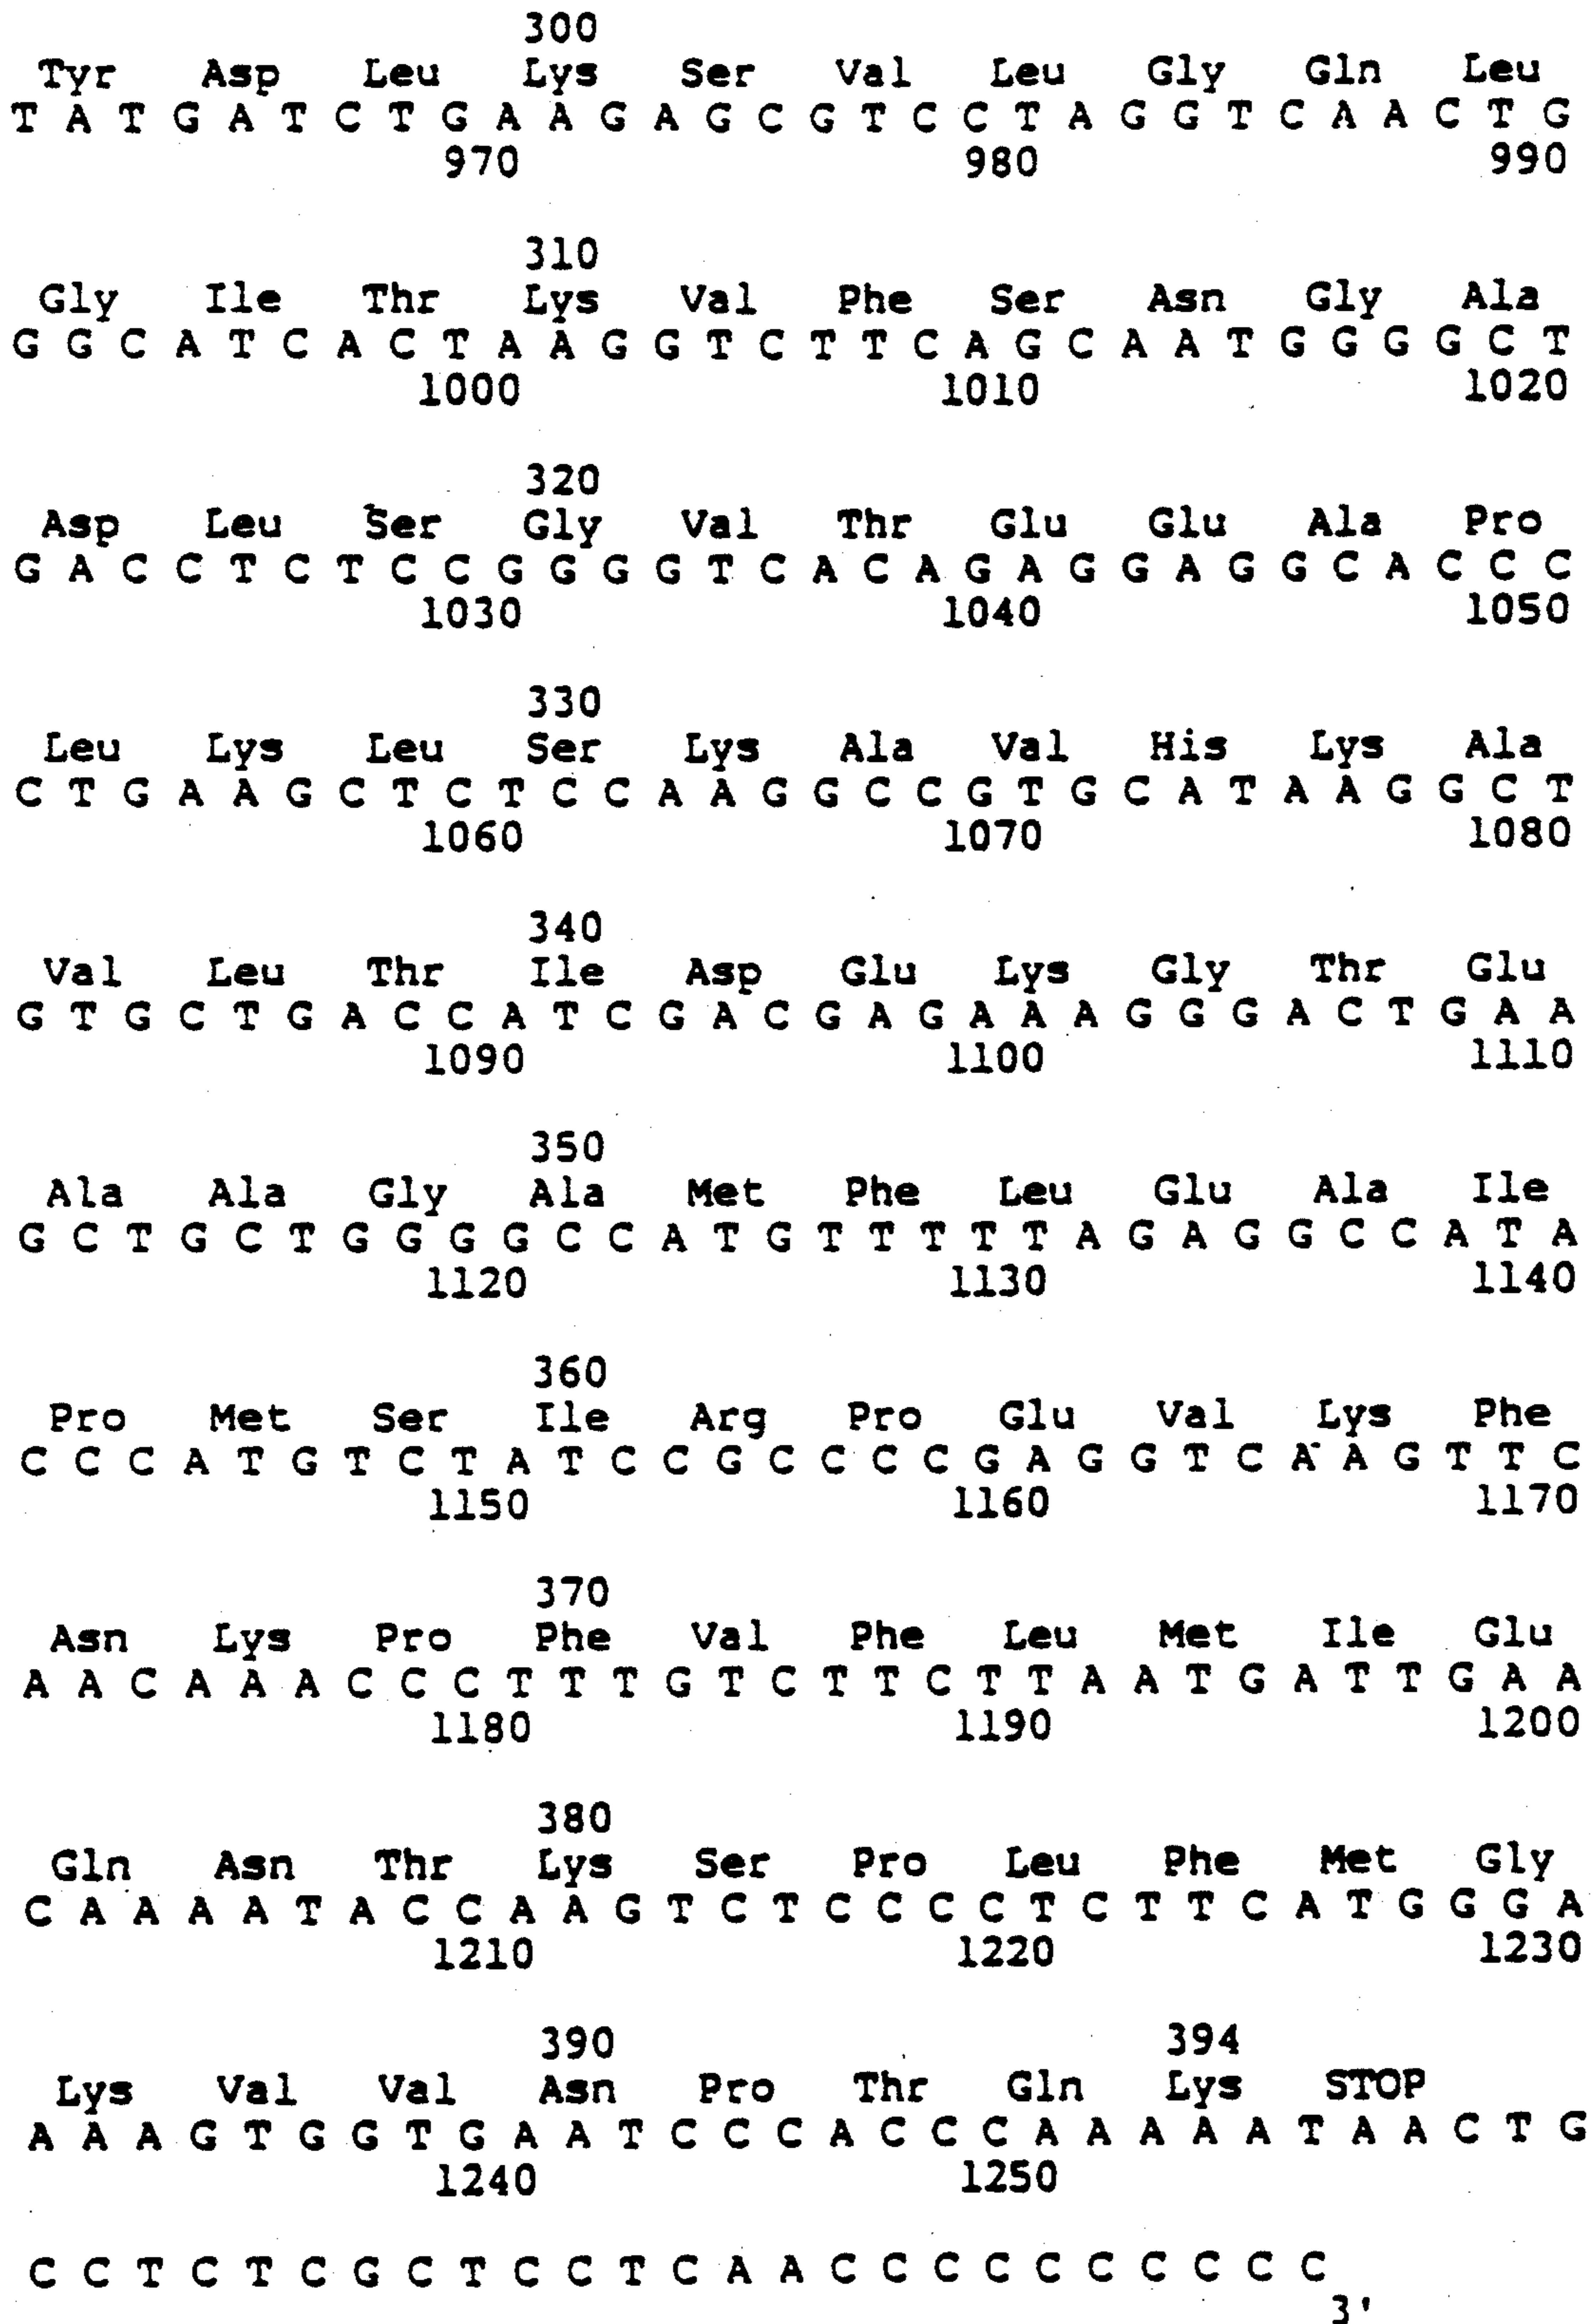 300
Tyr Asp Leu Lys Ser Val Leu Gly Gln Leu
T A T G A T C T G A A G A G C G T C C T A G G T C A A C T G
970 980 990
310
Gly Ile Thr Lys Val Phe Ser Asn Gly Ala
G G C A T C A C T A A G G T C T T C A G C A A T G G G G C T
1000 1010 1020
320
Asp Leu Ser Gly Val Thr Glu Glu Ala Pro
G A C C T C T C C G G G G T C A C A G A G G A G G C A C C C
1030 1040 1050
330
Leu Lys Leu Ser Lys Ala Val His Lys Ala
C T G A A G C T C T C C A A G G C C G T G C A T A A G G C T
1060 1070 1080
340
Val Leu Thr Ile Asp Glu Lys Gly Thr Glu
G T G C T G A C C A T C G A C G A G A A A G G G A C T G A A
1090 1100 1110
350
Ala Ala Gly Ala Met Phe Leu Glu Ala Ile
G C T G C T G G G G C C A T G T T T T T A G A G G C C A T A
1120 1130 1140
360
Pro Met Ser Ile Arg Pro Glu Val Lys Phe
C C C A T G T C T A T C C G C C C C G A G G T C A A G T T C
1150 1160 1170
370
Asn Lys Pro Phe Val Phe Leu Met Ile Glu
A A C A A A C C C T T T G T C T T C T T A A T G A T T G A A
1180 1190 1200
380
Gln Asn Thr Lys Ser Pro Leu Phe Met Gly
C A A A A T A C C A A G T C T C C C C T C T T C A T G G G A
1210 1220 1230
390 394
Lys Val Val Asn Pro Thr Gln Lys STOP
A A A G T G G T G A A T C C C A C C C A A A A A T A A C T G
1240 1250
C C T C T C G C T C C T C A A C C C C C C C C C C
3'